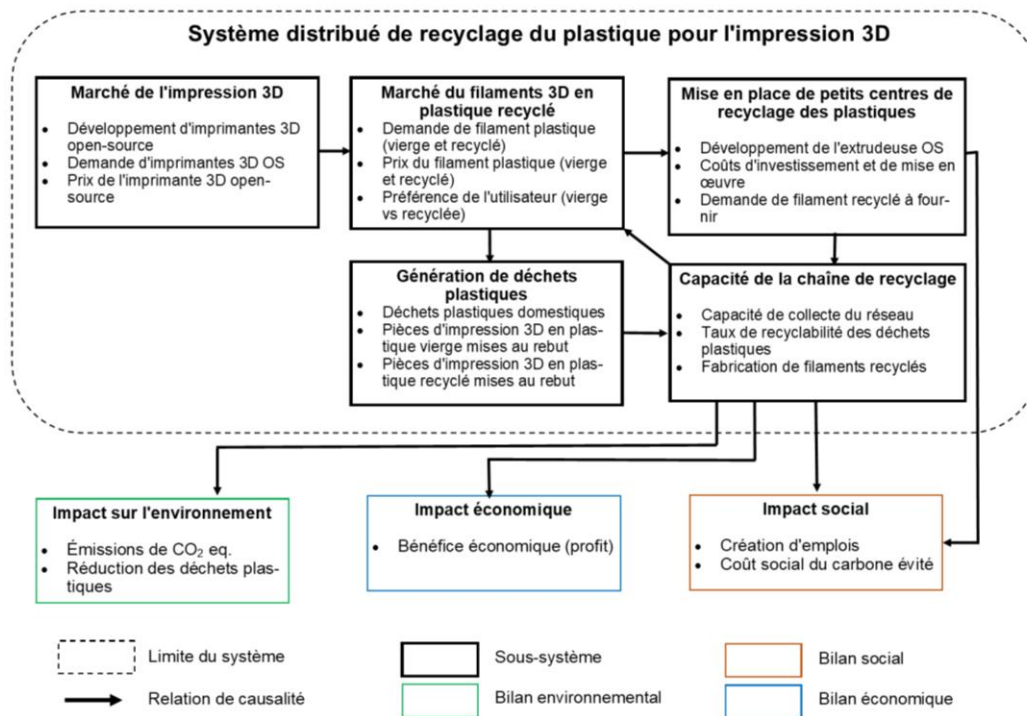 Système distribué de recyclage du plastique pour l'impression 3D
Marché de l'impression 3D
• Développement d'imprimantes 3D
open-source
• Demande d'imprimantes 3D OS
• Prix de l'imprimante 3D open-
source
Marché du filaments 3D en
plastique recyclé
• Demande de filament plastique
(vierge et recyclé)
• Prix du filament plastique (vierge
et recyclé)
• Préférence de l'utilisateur (vierge
vs recyclée)
Mise en place de petits centres de
recyclage des plastiques
• Développement de l'extrudeuse OS
• Coûts d'investissement et de mise en
œuvre
• Demande de filament recyclé à four-
nir
Génération de déchets
plastiques
• Déchets plastiques domestiques
• Pièces d'impression 3D en plas-
tique vierge mises au rebut
• Pièces d'impression 3D en plas-
tique recyclé mises au rebut
Capacité de la chaîne de recyclage
• Capacité de collecte du réseau
• Taux de recyclabilité des déchets
plastiques
• Fabrication de filaments recyclés
Impact sur l'environnement
• Émissions de CO₂ eq.
• Réduction des déchets plas-
tiques
Impact économique
• Bénéfice économique (profit)
Impact social
• Création d'emplois
• Coût social du carbone évité
Limite du système
Sous-système
Bilan social
Relation de causalité
Bilan environnemental
Bilan économique